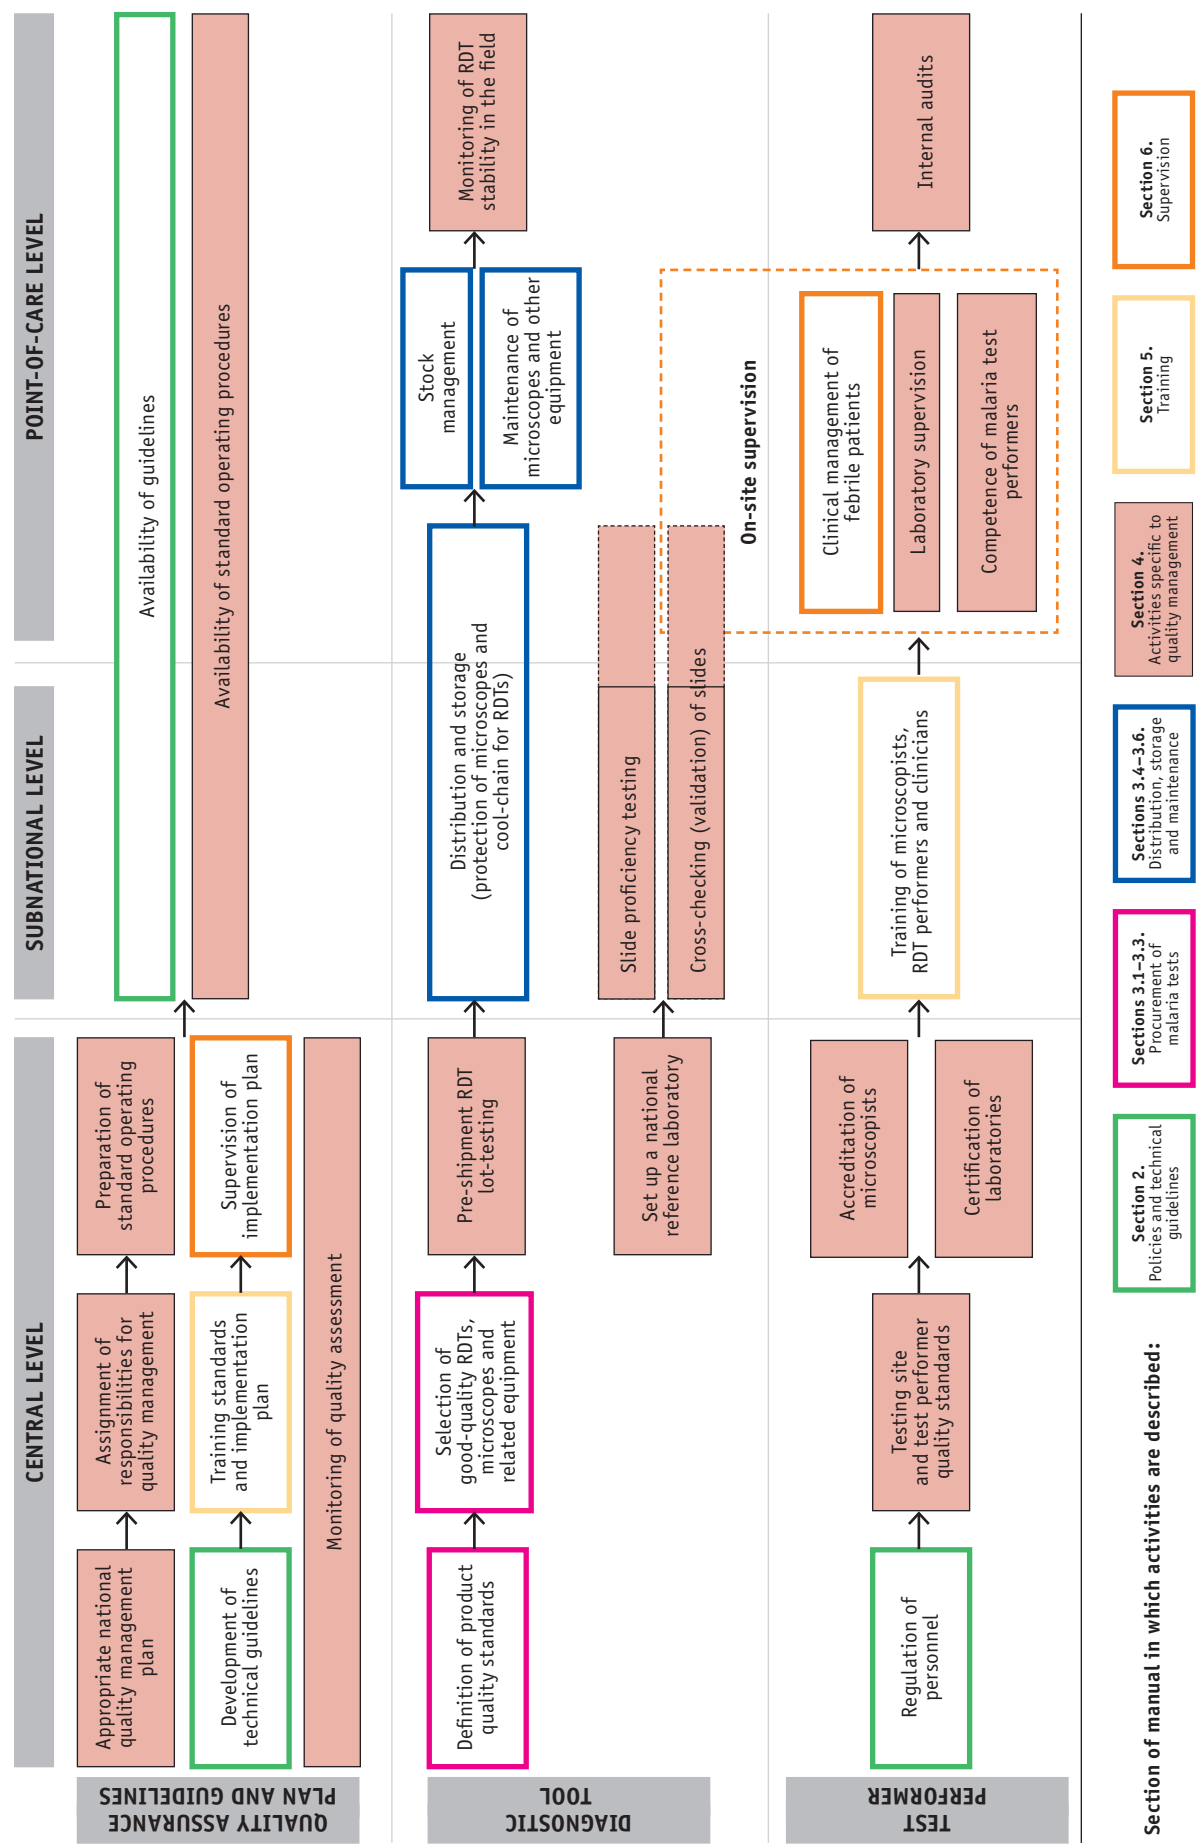 CENTRAL LEVEL
SUBNATIONAL LEVEL
POINT-OF-CARE LEVEL
QUALITY ASSURANCE
PLAN AND GUIDELINES
Appropriate national
quality management
plan
Assignment of
responsibilities for
quality management
Preparation of
standard operating
procedures
Availability of guidelines
Development of
technical guidelines
Training standards
and implementation
plan
Supervision of
implementation plan
Availability of standard operating procedures
Monitoring of quality assessment
DIAGNOSTIC
TOOL
Definition of product
quality standards
Selection of
good-quality RDTs,
microscopes and
related equipment
Pre-shipment RDT
lot-testing
Distribution and storage
(protection of microscopes and
cool-chain for RDTs)
Stock
management
Maintenance of
microscopes and other
equipment
Monitoring of RDT
stability in the field
Set up a national
reference laboratory
Slide proficiency testing
Cross-checking (validation) of slides
On-site supervision
TEST
PERFORMER
Regulation of
personnel
Testing site
and test performer
quality standards
Accreditation of
microscopists
Certification of
laboratories
Training of microscopists,
RDT performers and clinicians
Clinical management of
febrile patients
Laboratory supervision
Competence of malaria test
performers
Internal audits
Section of manual in which activities are described:
Section 2.
Policies and technical
guidelines
Sections 3.1–3.3.
Procurement of
malaria tests
Sections 3.4–3.6.
Distribution, storage
and maintenance
Section 4.
Activities specific to
quality management
Section 5.
Training
Section 6.
Supervision